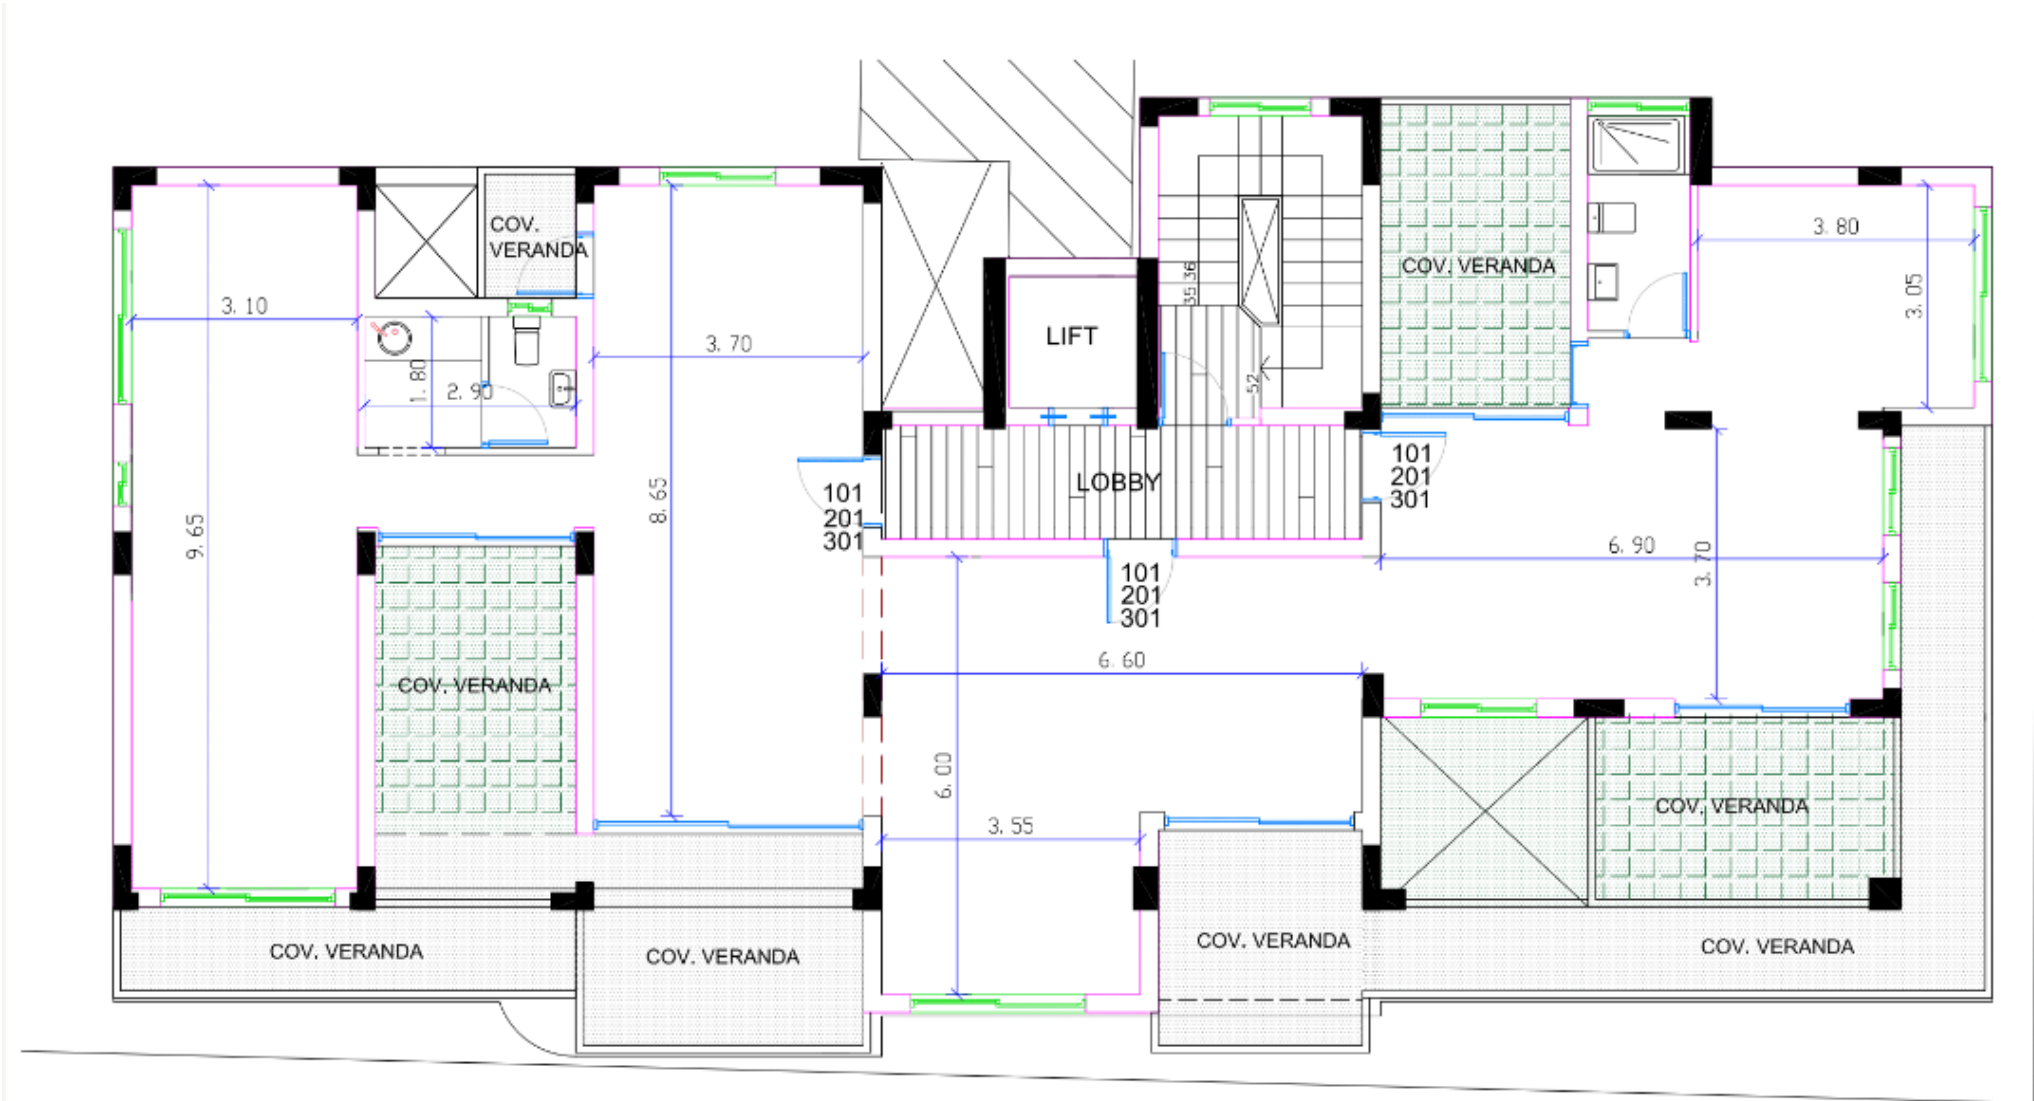 COV.
VERANDA
COV. VERANDA
3. 80
3. 05
35.36
3. 10
LIFT
3. 70
1. 80
2. 90
52
LOBBY
101
201
301
101
201
301
9.65
8.65
6. 90
3. 70
101
201
301
6. 60
COV. VERANDA
6. 00
3. 55
COV. VERANDA
COV. VERANDA
COV. VERANDA
COV. VERANDA
COV. VERANDA